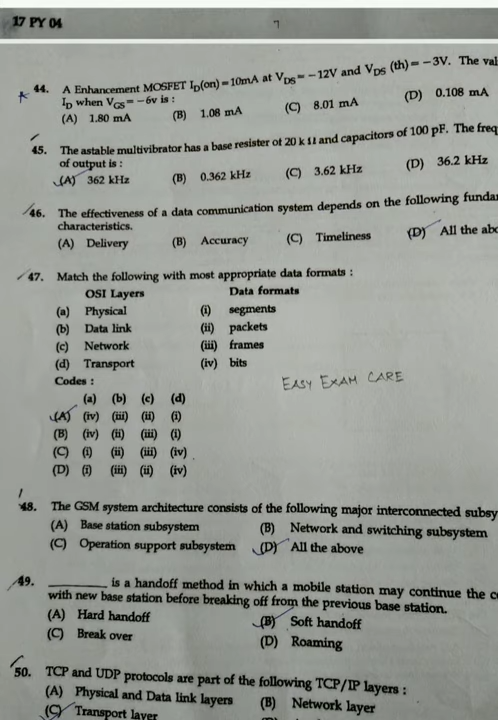 17 PY 04
7
44. A Enhancement MOSFET ID(on) = 10mA at VDS = -12V and VDS (th) = -3V. The val
ID when VGS = -6v is :
(A) 1.80 mA (B) 1.08 mA (C) 8.01 mA (D) 0.108 mA
45. The astable multivibrator has a base resister of 20 k Ω and capacitors of 100 pF. The freq
of output is :
(A) 362 kHz (B) 0.362 kHz (C) 3.62 kHz (D) 36.2 kHz
46. The effectiveness of a data communication system depends on the following funda
characteristics.
(A) Delivery (B) Accuracy (C) Timeliness (D) All the abo
47. Match the following with most appropriate data formats :
OSI Layers Data formats
(a) Physical (i) segments
(b) Data link (ii) packets
(c) Network (iii) frames
(d) Transport (iv) bits
Codes :
EASY EXAM CARE
(a) (b) (c) (d)
(A) (iv) (iii) (ii) (i)
(B) (iv) (ii) (iii) (i)
(C) (i) (ii) (iii) (iv)
(D) (i) (iii) (ii) (iv)
48. The GSM system architecture consists of the following major interconnected subsy
(A) Base station subsystem (B) Network and switching subsystem
(C) Operation support subsystem (D) All the above
49. ________ is a handoff method in which a mobile station may continue the c
with new base station before breaking off from the previous base station.
(A) Hard handoff (B) Soft handoff
(C) Break over (D) Roaming
50. TCP and UDP protocols are part of the following TCP/IP layers :
(A) Physical and Data link layers (B) Network layer
(C) Transport layer